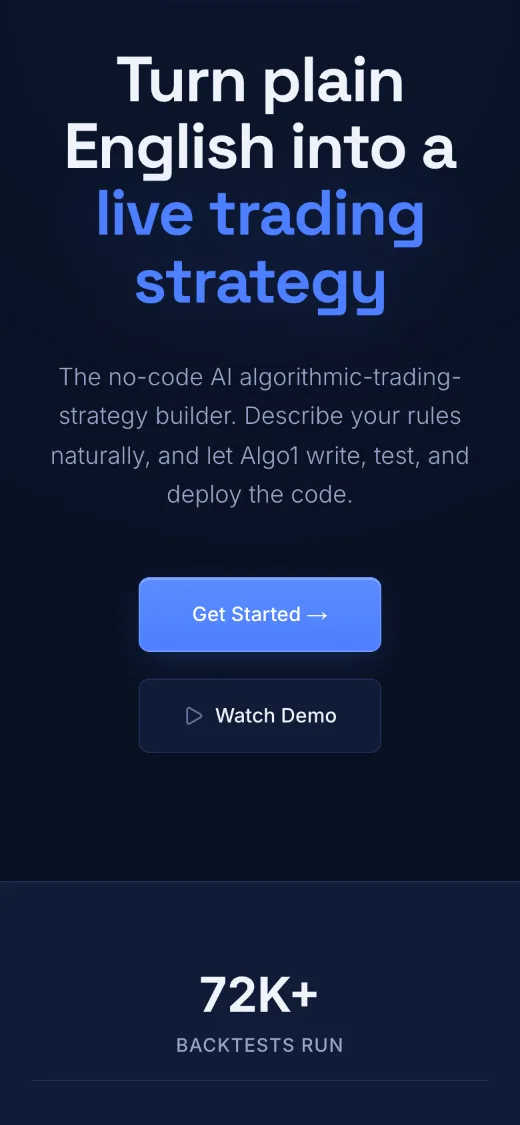 Turn plain
English into a
live trading
strategy
The no-code AI algorithmic-trading-
strategy builder. Describe your rules
naturally, and let Algo1 write, test, and
deploy the code.
Get Started →
Watch Demo
72K+
BACKTESTS RUN